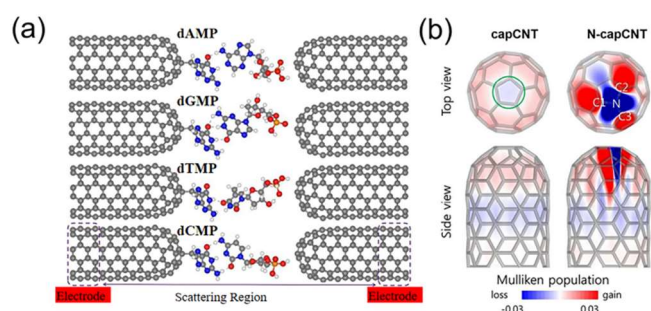 (a)
dAMP
dGMP
dTMP
dCMP
Electrode
Scattering Region
Electrode
(b)
capCNT
N-capCNT
Top view
C2
C1
N
C3
Side view
Mulliken population
loss
gain
-0.03
0.03